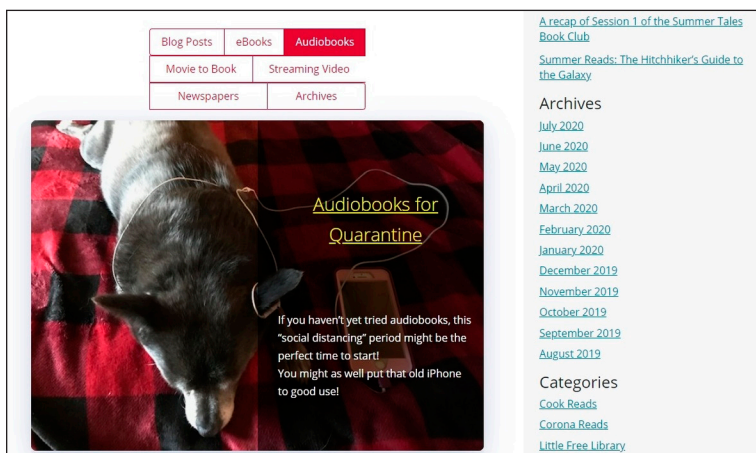 Blog Posts eBooks Audiobooks
Movie to Book Streaming Video
Newspapers Archives
Audiobooks for
Quarantine
If you haven't yet tried audiobooks, this
"social distancing" period might be the
perfect time to start!
You might as well put that old iPhone
to good use!
A recap of Session 1 of the Summer Tales
Book Club
Summer Reads: The Hitchhiker's Guide to
the Galaxy
Archives
July 2020
June 2020
May 2020
April 2020
March 2020
February 2020
January 2020
December 2019
November 2019
October 2019
September 2019
August 2019
Categories
Cook Reads
Corona Reads
Little Free Library